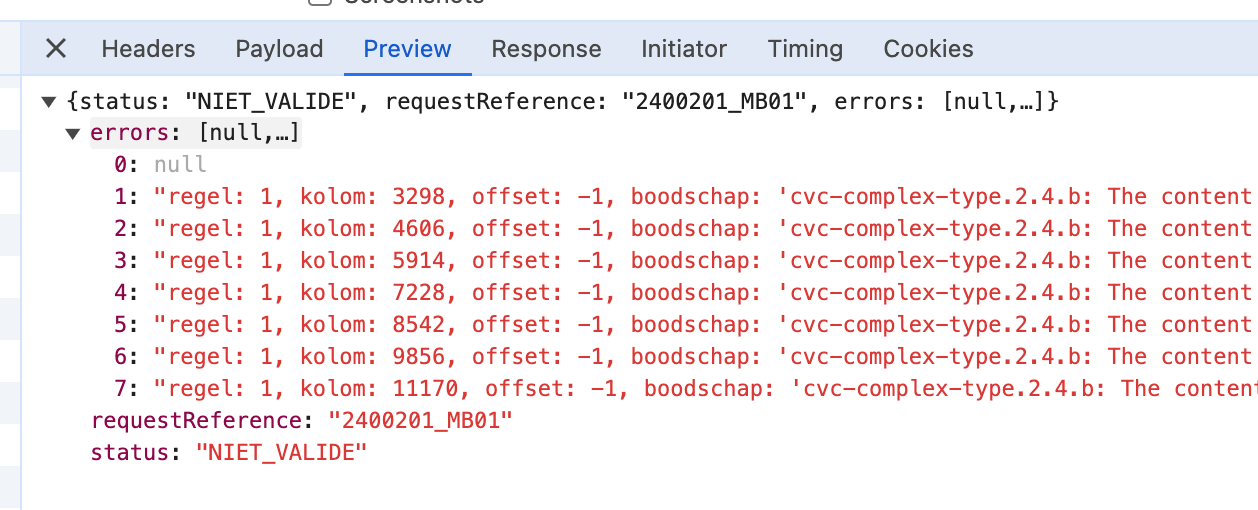 Screenshots
Headers Payload Preview Response Initiator Timing Cookies
{status: "NIET_VALIDE", requestReference: "2400201_MB01", errors: [null,…]}
errors: [null,…]
0: null
1: "regel: 1, kolom: 3298, offset: -1, boodschap: 'cvc-complex-type.2.4.b: The content
2: "regel: 1, kolom: 4606, offset: -1, boodschap: 'cvc-complex-type.2.4.b: The content
3: "regel: 1, kolom: 5914, offset: -1, boodschap: 'cvc-complex-type.2.4.b: The content
4: "regel: 1, kolom: 7228, offset: -1, boodschap: 'cvc-complex-type.2.4.b: The content
5: "regel: 1, kolom: 8542, offset: -1, boodschap: 'cvc-complex-type.2.4.b: The content
6: "regel: 1, kolom: 9856, offset: -1, boodschap: 'cvc-complex-type.2.4.b: The content
7: "regel: 1, kolom: 11170, offset: -1, boodschap: 'cvc-complex-type.2.4.b: The content
requestReference: "2400201_MB01"
status: "NIET_VALIDE"